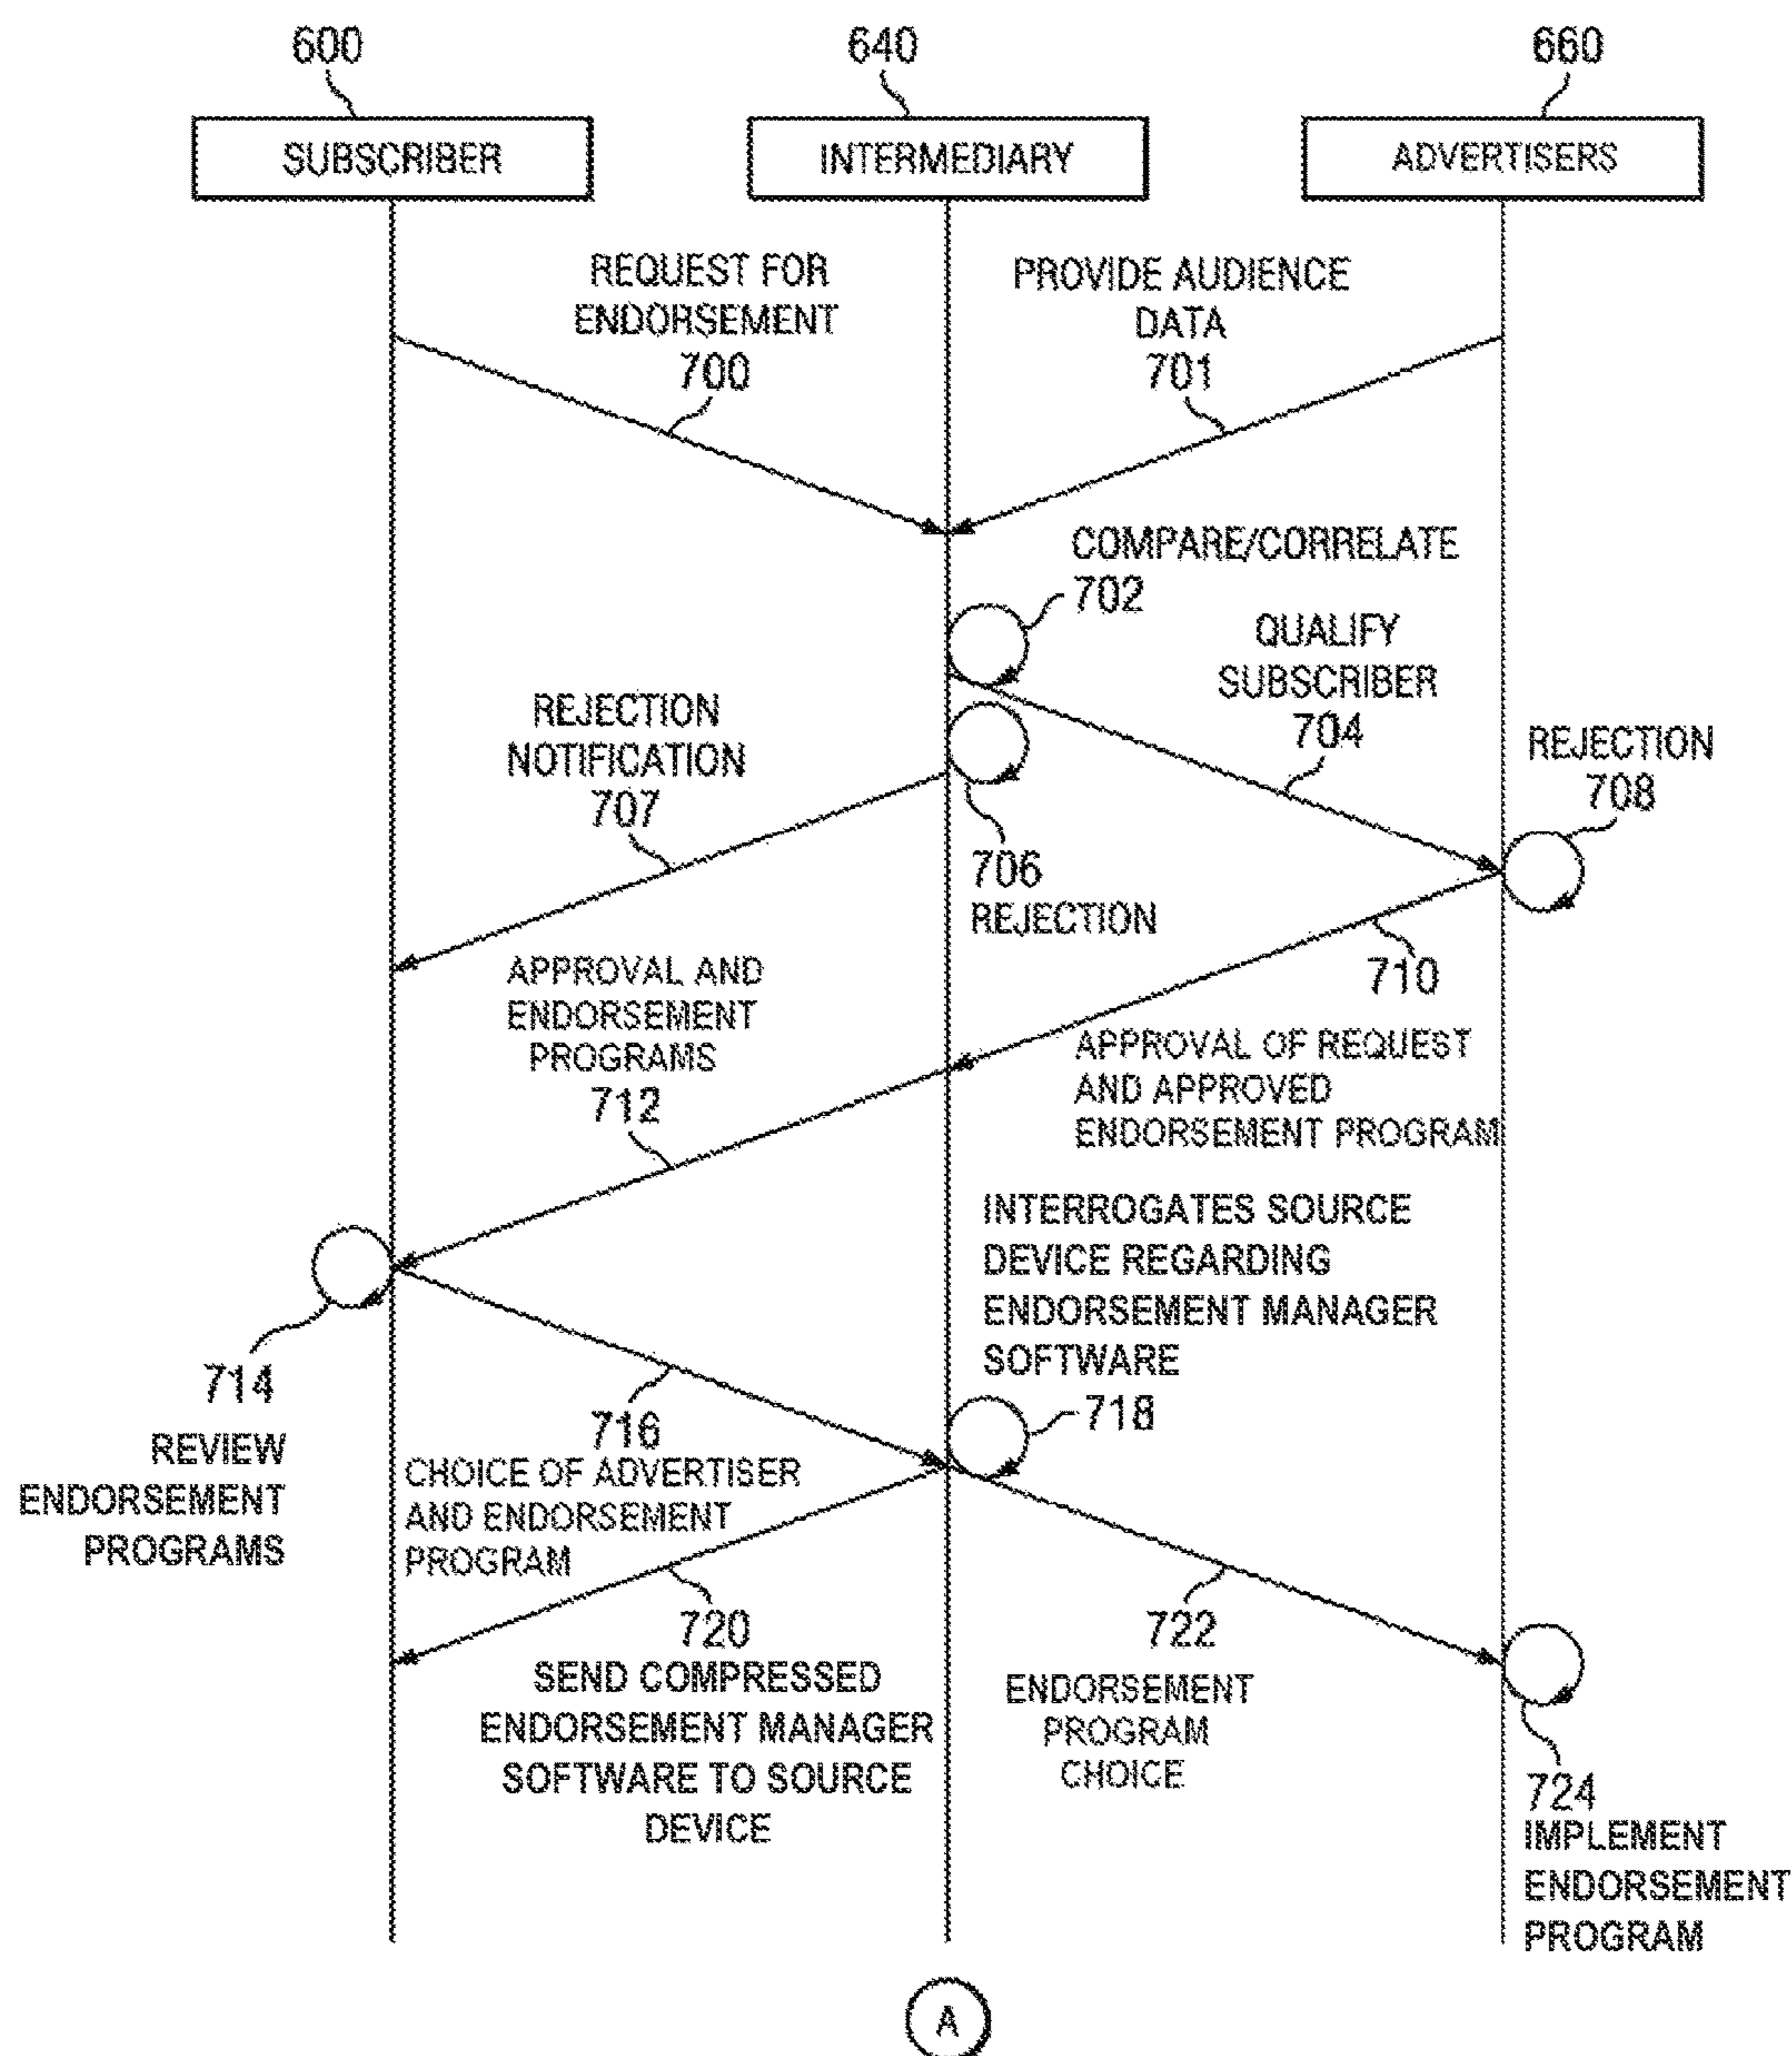 600
640
660
SUBSCRIBER
INTERMEDIARY
ADVERTISERS
REQUEST FOR
ENDORSEMENT
700
PROVIDE AUDIENCE
DATA
701
COMPARE/CORRELATE
702
QUALIFY
SUBSCRIBER
704
REJECTION
NOTIFICATION
707
REJECTION
708
706
REJECTION
710
APPROVAL AND
ENDORSEMENT
PROGRAMS
712
APPROVAL OF REQUEST
AND APPROVED
ENDORSEMENT PROGRAM
INTERROGATES SOURCE
DEVICE REGARDING
ENDORSEMENT MANAGER
SOFTWARE
718
714
REVIEW
ENDORSEMENT
PROGRAMS
716
CHOICE OF ADVERTISER
AND ENDORSEMENT
PROGRAM
720
SEND COMPRESSED
ENDORSEMENT MANAGER
SOFTWARE TO SOURCE
DEVICE
722
ENDORSEMENT
PROGRAM
CHOICE
724
IMPLEMENT
ENDORSEMENT
PROGRAM
A